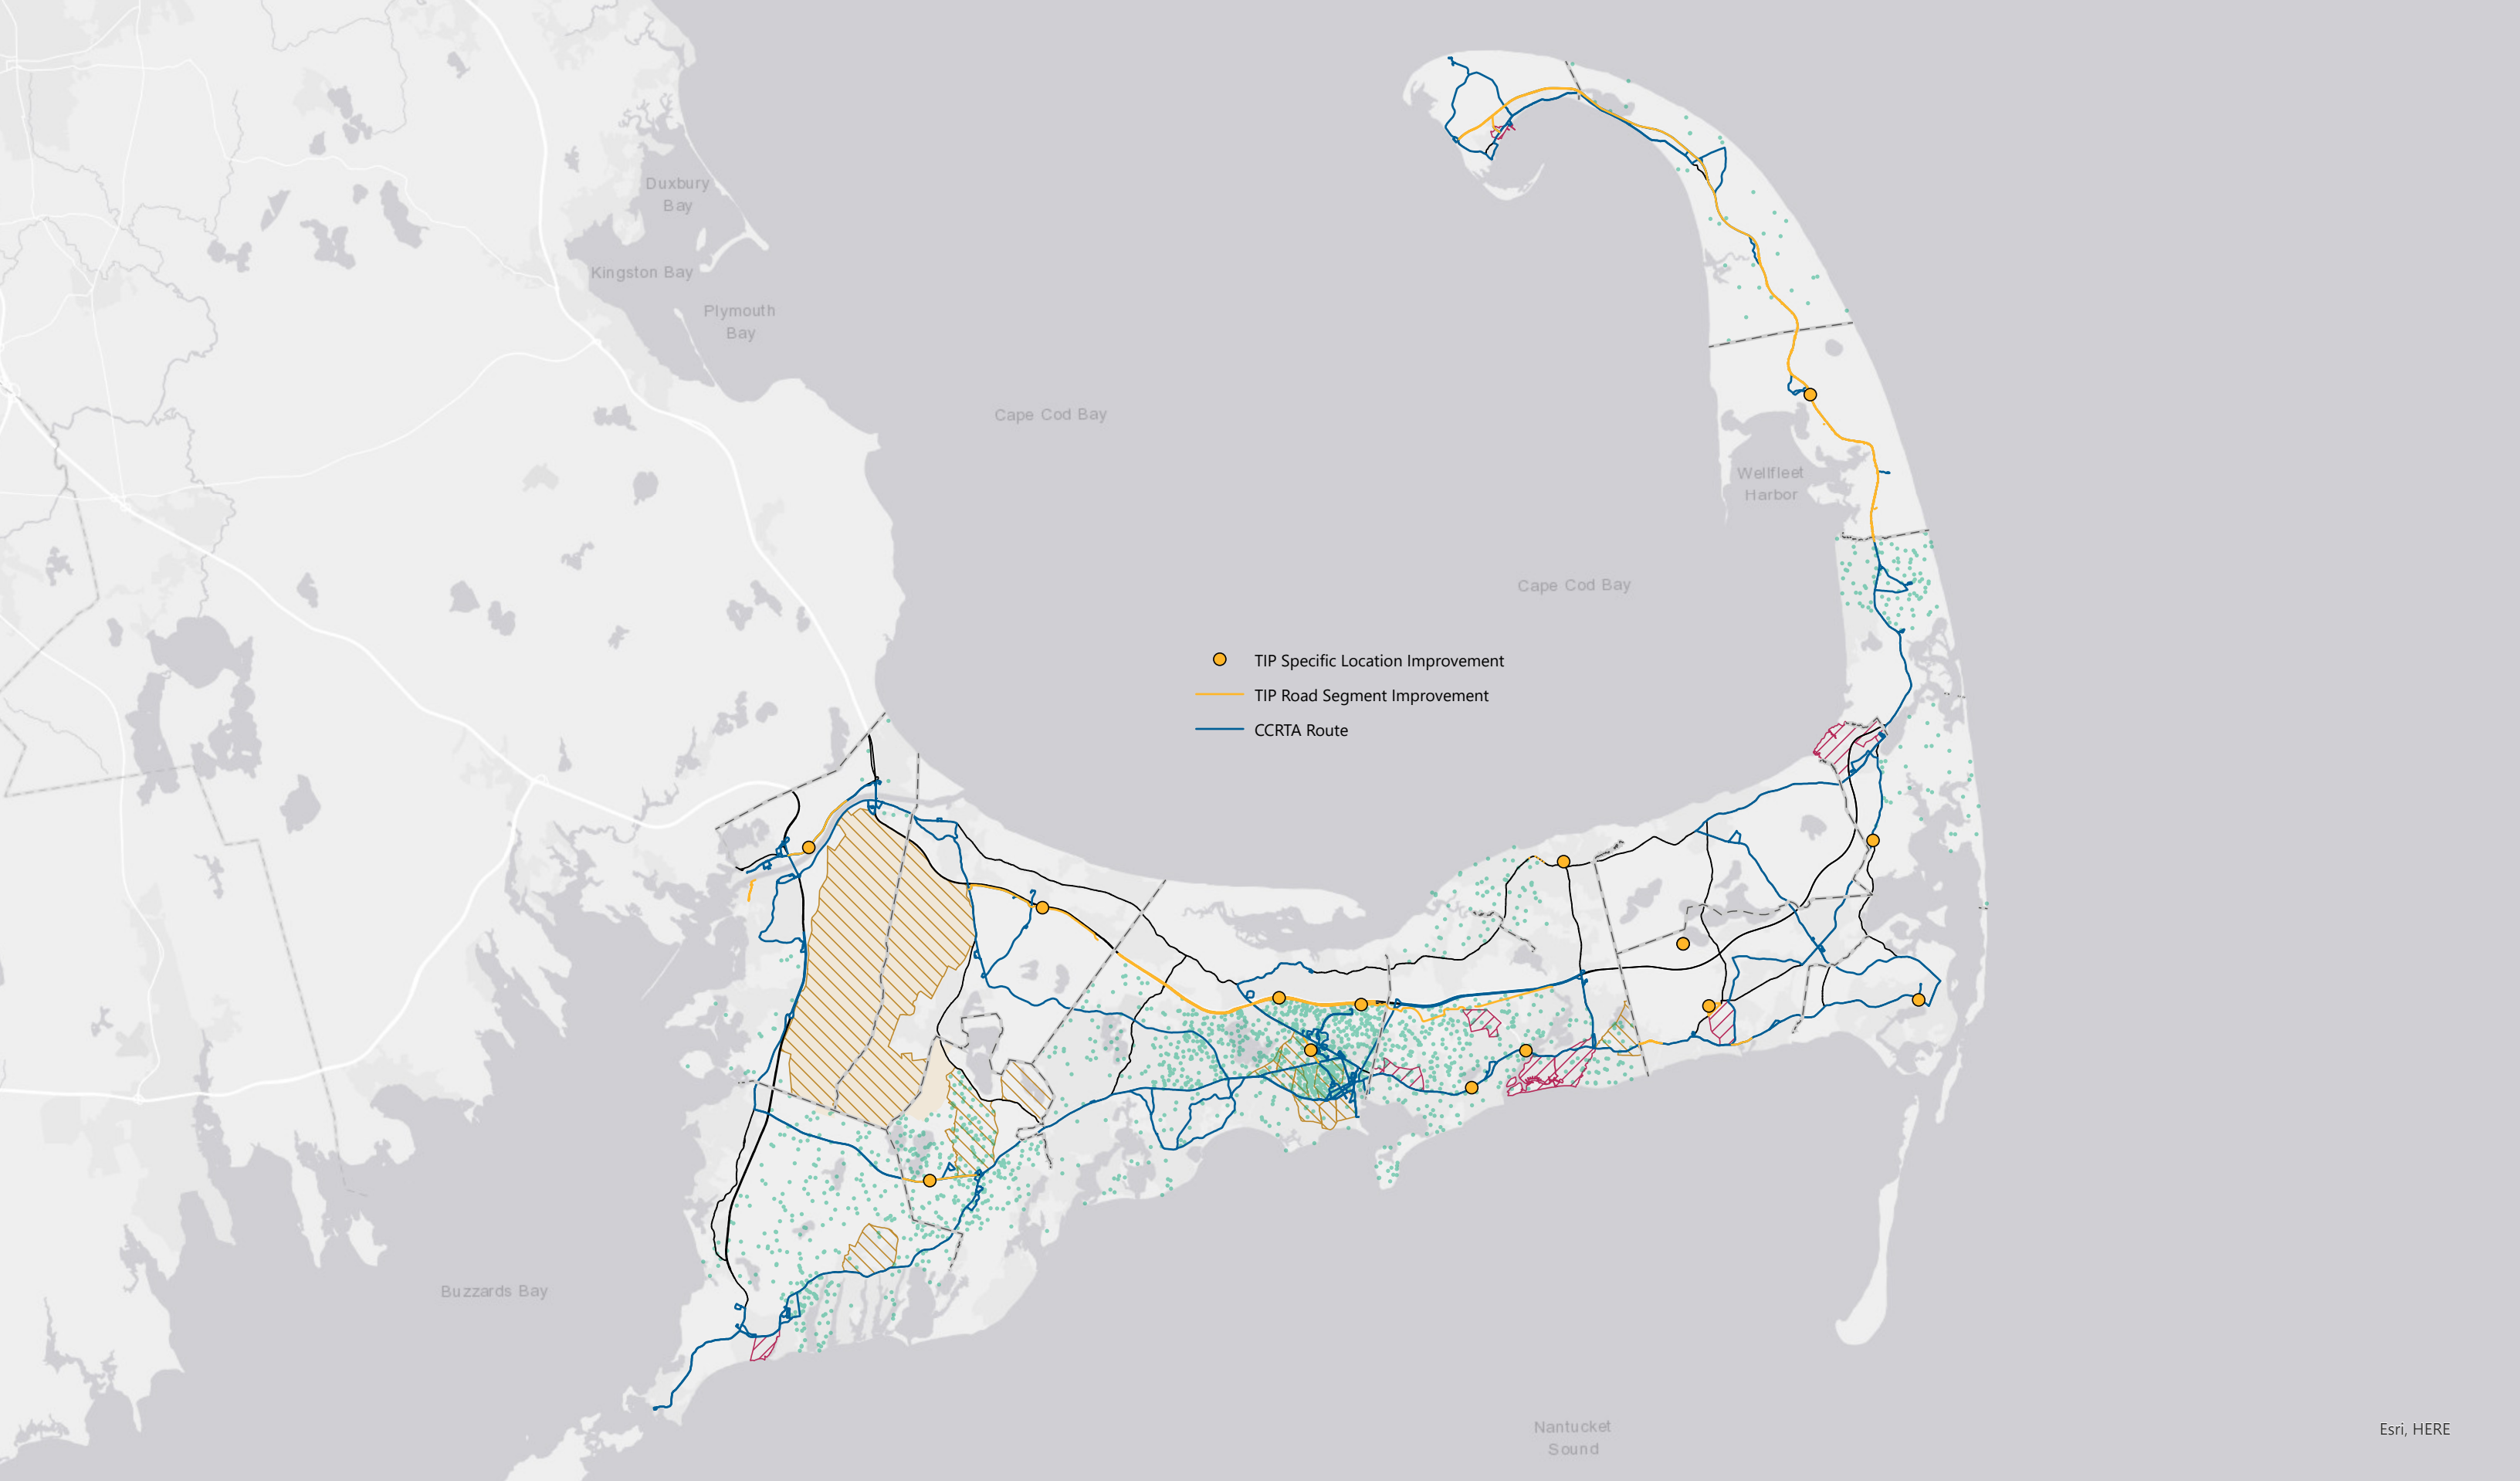 Duxbury
Bay
Kingston Bay
Plymouth
Bay
Cape Cod Bay
Wellfleet
Harbor
Cape Cod Bay
TIP Specific Location Improvement
TIP Road Segment Improvement
CCRTA Route
Buzzards Bay
Nantucket
Sound
Esri, HERE